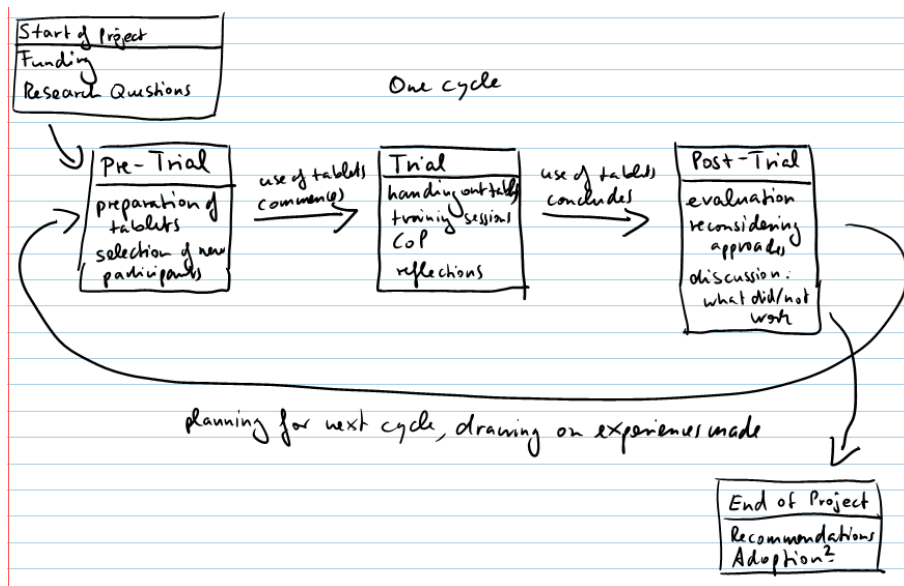 Start of Project
Funding
Research Questions
One cycle
Pre-Trial
preparation of
tablets
selection of new
participants
use of tablets
commences
Trial
handing out tablets
training sessions
CoP
reflections
use of tablets
concludes
Post-Trial
evaluation
reconsidering
approaches
discussion:
what did/not
work
planning for next cycle, drawing on experiences made
End of Project
Recommendations
Adoption?